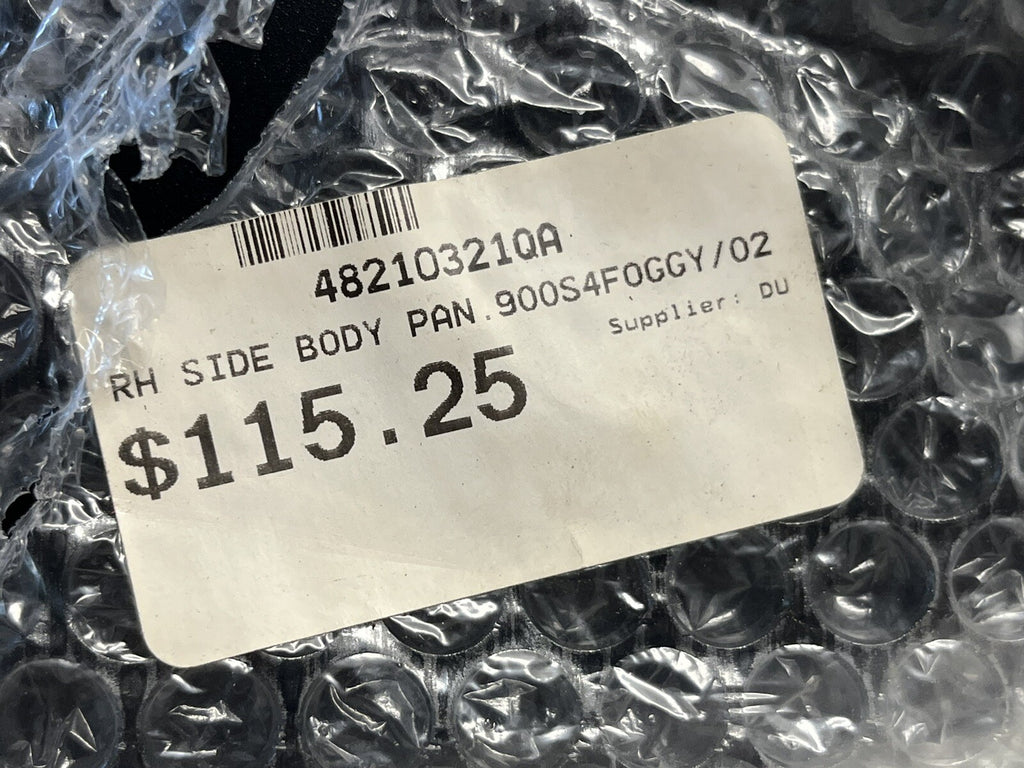 48210321QA
RH SIDE BODY PAN.900S4FOGGY/02
Supplier: DU
$115.25